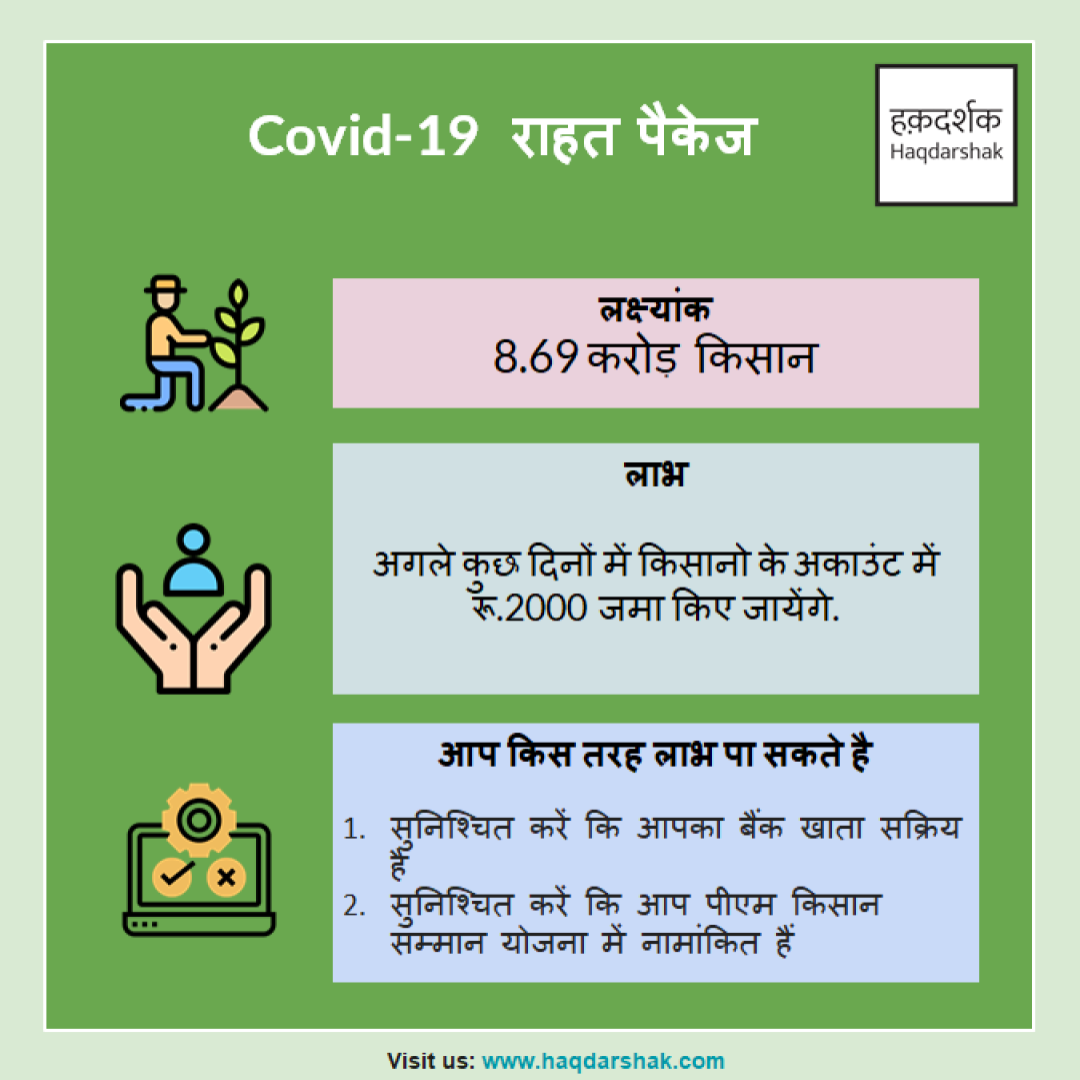 Covid-19 राहत पैकेज
हक़दर्शक
Haqdarshak
लक्ष्यांक
8.69 करोड़ किसान
लाभ
अगले कुछ दिनों में किसानो के अकाउंट में
रू.2000 जमा किए जायेंगे.
आप किस तरह लाभ पा सकते है
1. सुनिश्चित करें कि आपका बैंक खाता सक्रिय
हैं
2. सुनिश्चित करें कि आप पीएम किसान
सम्मान योजना में नामांकित हैं
Visit us: www.haqdarshak.com